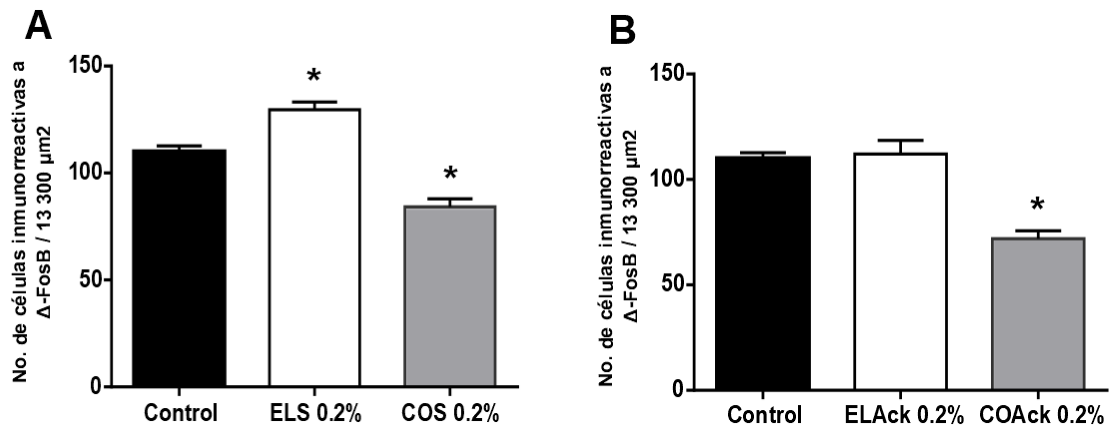 A
No. de células inmunorreactivas a
Δ-FosB / 13 300 µm2
150
100
50
0
*
*
Control
ELS 0.2%
COS 0.2%
B
No. de células inmunorreactivas a
Δ-FosB / 13 300 µm2
150
100
50
0
*
Control
ELAck 0.2%
COAck 0.2%